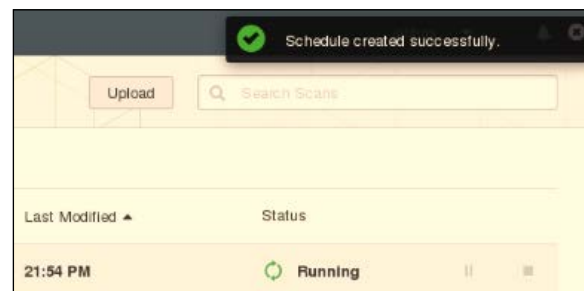 Schedule created successfully.
Upload
Search Scans
Last Modified
Status
21:54 PM
Running